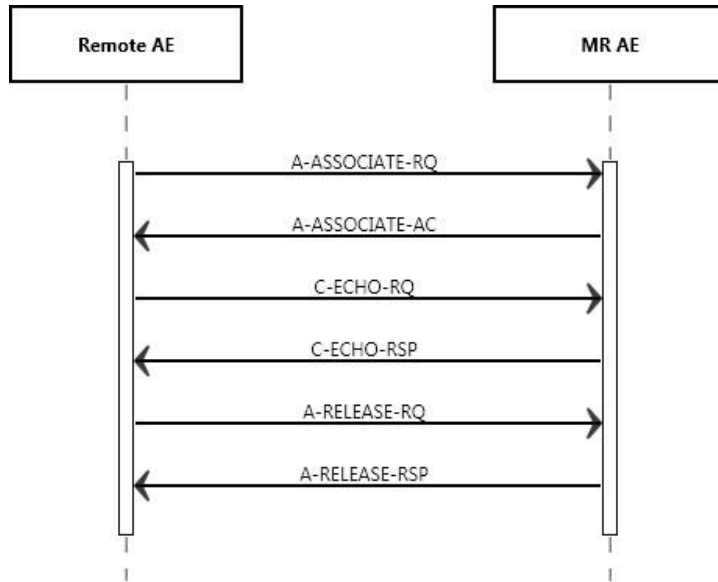 Remote AE
MR AE
A-ASSOCIATE-RQ
A-ASSOCIATE-AC
C-ECHO-RQ
C-ECHO-RSP
A-RELEASE-RQ
A-RELEASE-RSP